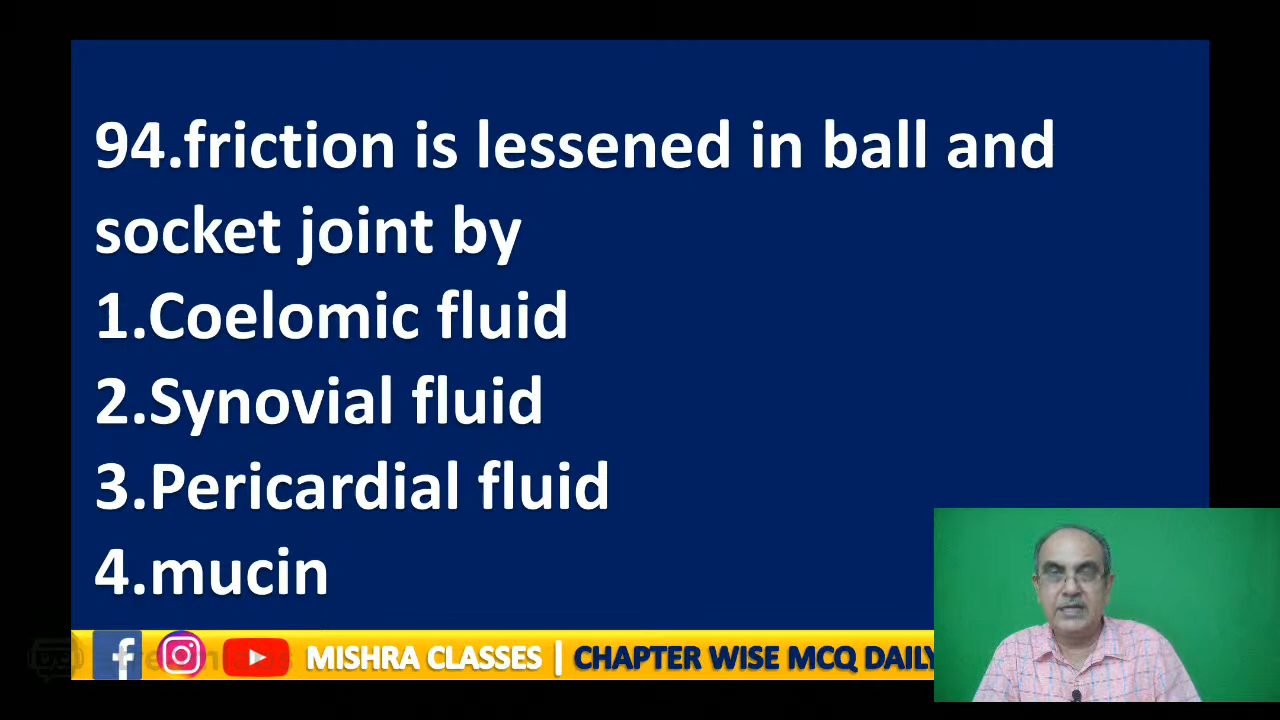 94.friction is lessened in ball and
socket joint by
1.Coelomic fluid
2.Synovial fluid
3.Pericardial fluid
4.mucin
MISHRA CLASSES | CHAPTER WISE MCQ DAILY